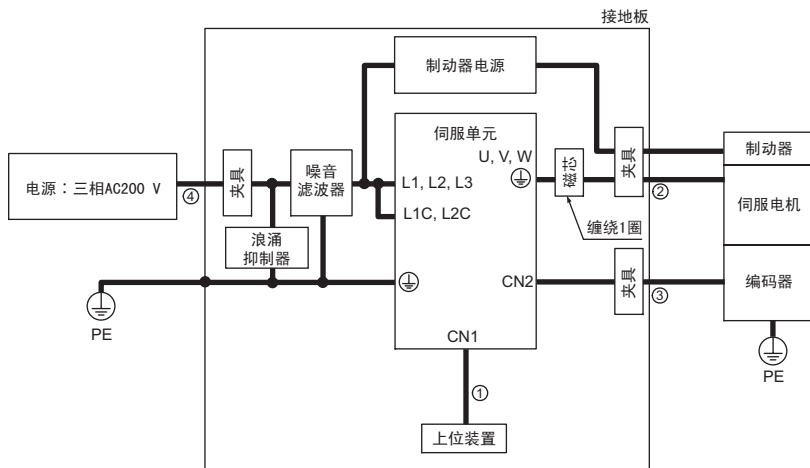 接地板
制动器电源
伺服单元
U, V, W
夹具
噪音
滤波器
L1, L2, L3
L1C, L2C
磁芯
夹具
制动器
电源：三相AC200 V
④
②
伺服电机
缠绕1圈
浪涌
抑制器
CN2
夹具
③
编码器
PE
CN1
PE
①
上位装置